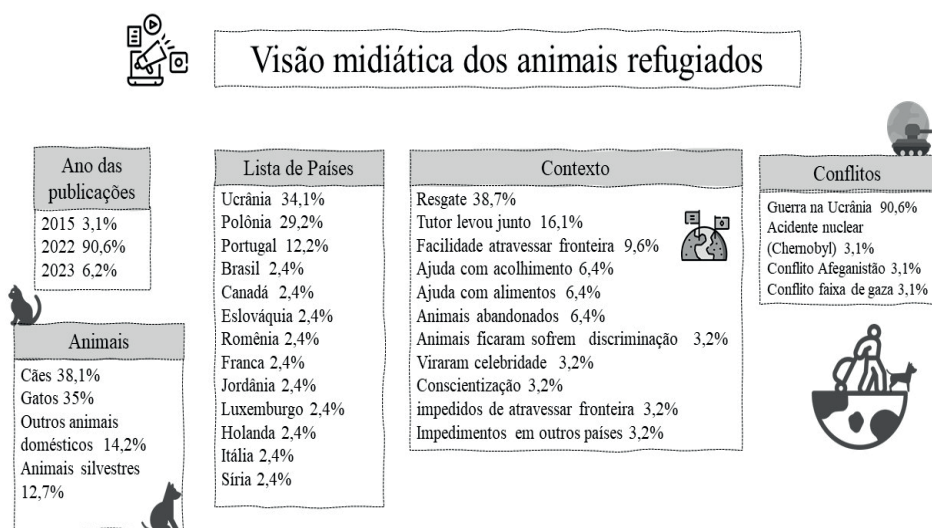 Visão midiática dos animais refugiados
Ano das
publicações
2015 3,1%
2022 90,6%
2023 6,2%
Animais
Cães 38,1%
Gatos 35%
Outros animais
domésticos 14,2%
Animais silvestres
12,7%
Lista de Países
Ucrânia 34,1%
Polônia 29,2%
Portugal 12,2%
Brasil 2,4%
Canadá 2,4%
Eslováquia 2,4%
Romênia 2,4%
Franca 2,4%
Jordânia 2,4%
Luxemburgo 2,4%
Holanda 2,4%
Itália 2,4%
Síria 2,4%
Contexto
Resgate 38,7%
Tutor levou junto 16,1%
Facilidade atravessar fronteira 9,6%
Ajuda com acolhimento 6,4%
Ajuda com alimentos 6,4%
Animais abandonados 6,4%
Animais ficaram sofrem discriminação 3,2%
Viraram celebridade 3,2%
Conscientização 3,2%
impedidos de atravessar fronteira 3,2%
Impedimentos em outros países 3,2%
Conflitos
Guerra na Ucrânia 90,6%
Acidente nuclear
(Chernobyl) 3,1%
Conflito Afeganistão 3,1%
Conflito faixa de gaza 3,1%